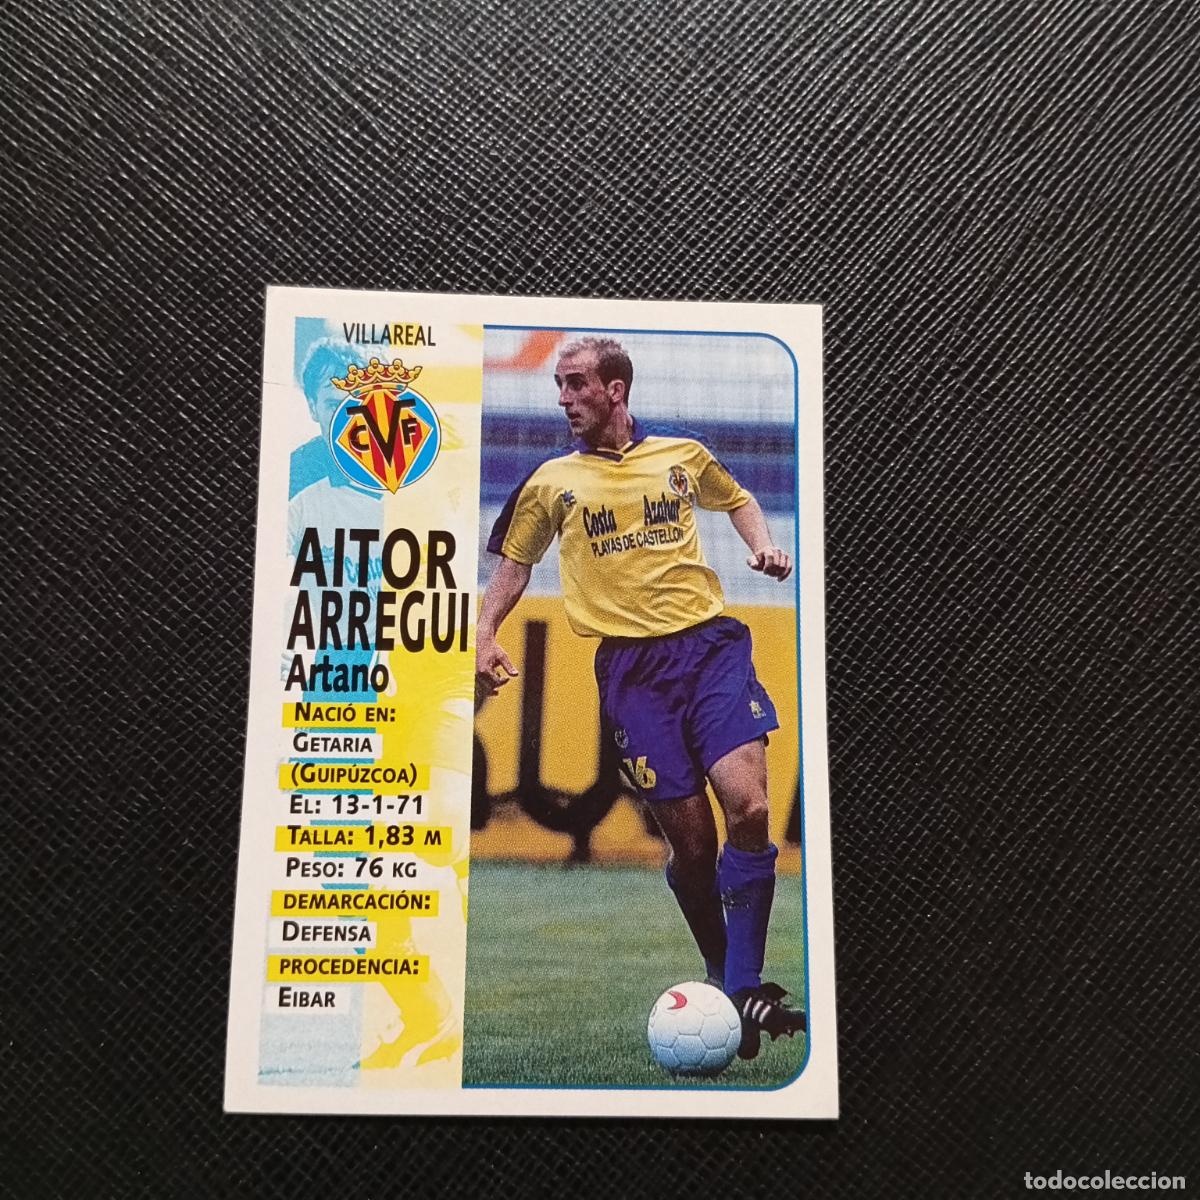 VILLAREAL
CVF
AITOR
ARREGUI
Artano
NACIÓ EN:
GETARIA
(GUIPÚZCOA)
EL: 13-1-71
TALLA: 1,83 M
PESO: 76 KG
DEMARCACIÓN:
DEFENSA
PROCEDENCIA:
EIBAR
Costa Azahar
PLAYAS DE CASTELLON
16
todocoleccion